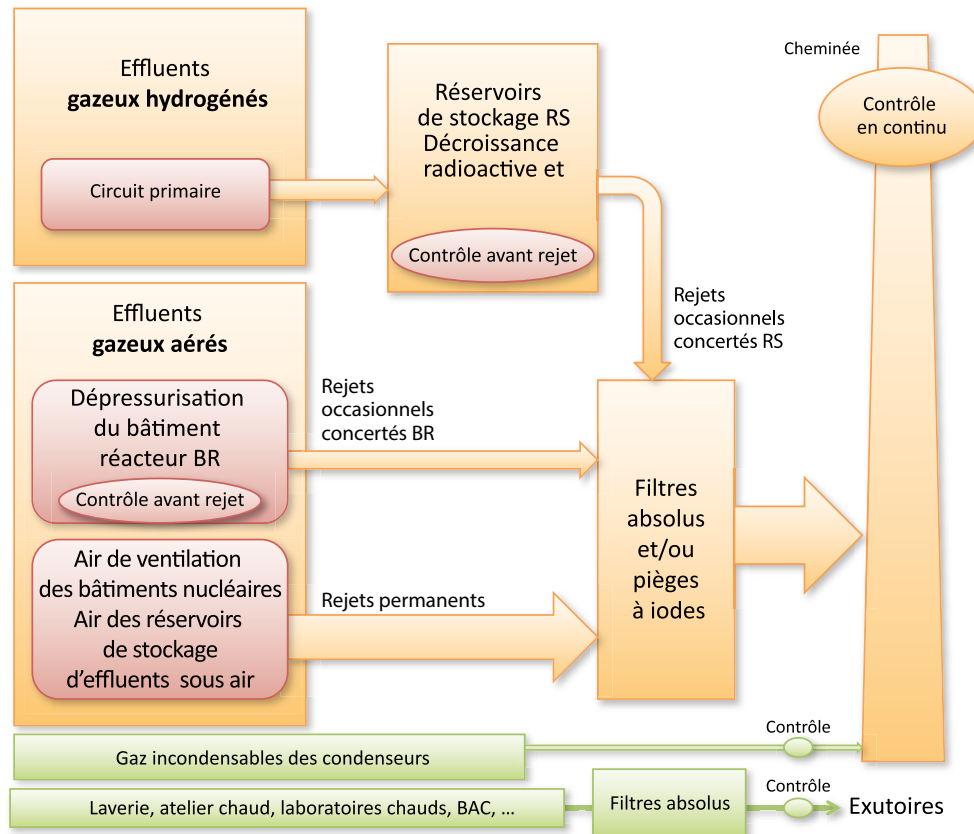 Effluents
gazeux hydrogénés
Circuit primaire
Réservoirs
de stockage RS
Décroissance
radioactive et
Contrôle avant rejet
Cheminée
Contrôle
en continu
Rejets
occasionnels
concertés RS
Effluents
gazeux aérés
Dépressurisation
du bâtiment
réacteur BR
Contrôle avant rejet
Rejets
occasionnels
concertés BR
Air de ventilation
des bâtiments nucléaires
Air des réservoirs
de stockage
d'effluents sous air
Rejets permanents
Filtres
absolus
et/ou
pièges
à iodes
Gaz incondensables des condenseurs
Contrôle
Laverie, atelier chaud, laboratoires chauds, BAC, ...
Filtres absolus
Contrôle
Exutoires